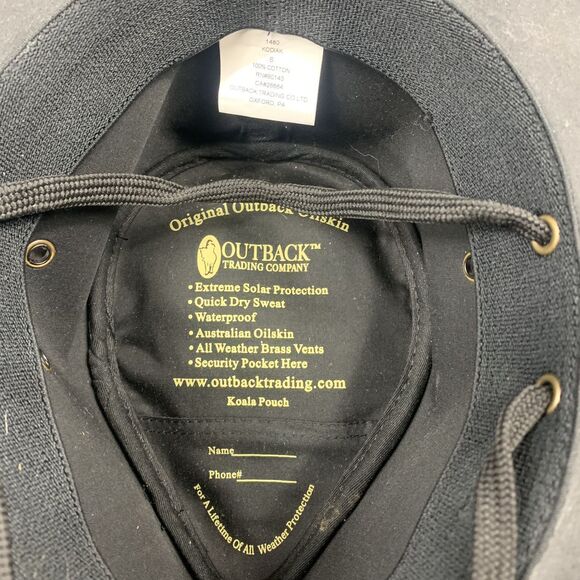 1480
KODIAK
S
100% COTTON
RN#90143
CA#28664
OUTBACK TRADING CO LTD
OXFORD, PA
Original Outback Oilskin
OUTBACK™
TRADING COMPANY
• Extreme Solar Protection
• Quick Dry Sweat
• Waterproof
• Australian Oilskin
• All Weather Brass Vents
• Security Pocket Here
www.outbacktrading.com
Koala Pouch
Name
Phone#
For A Lifetime Of All Weather Protection